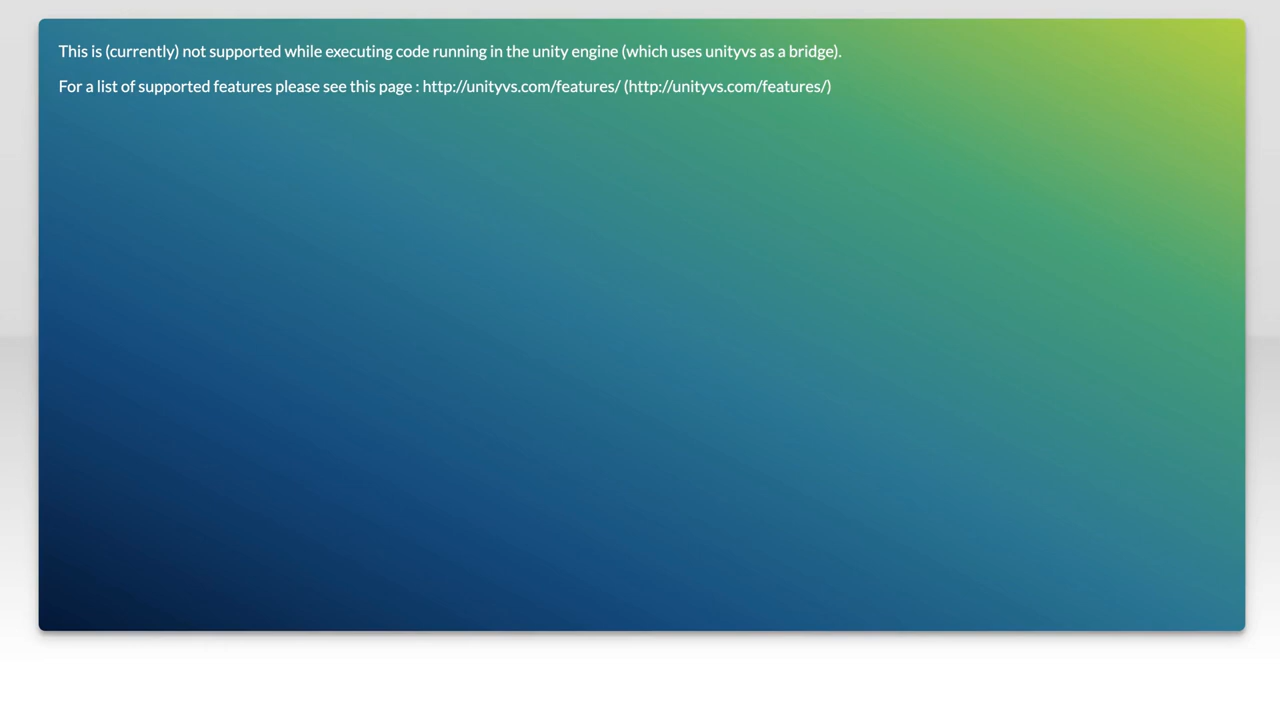 This is (currently) not supported while executing code running in the unity engine (which uses unityvs as a bridge).
For a list of supported features please see this page : http://unityvs.com/features/ (http://unityvs.com/features/)